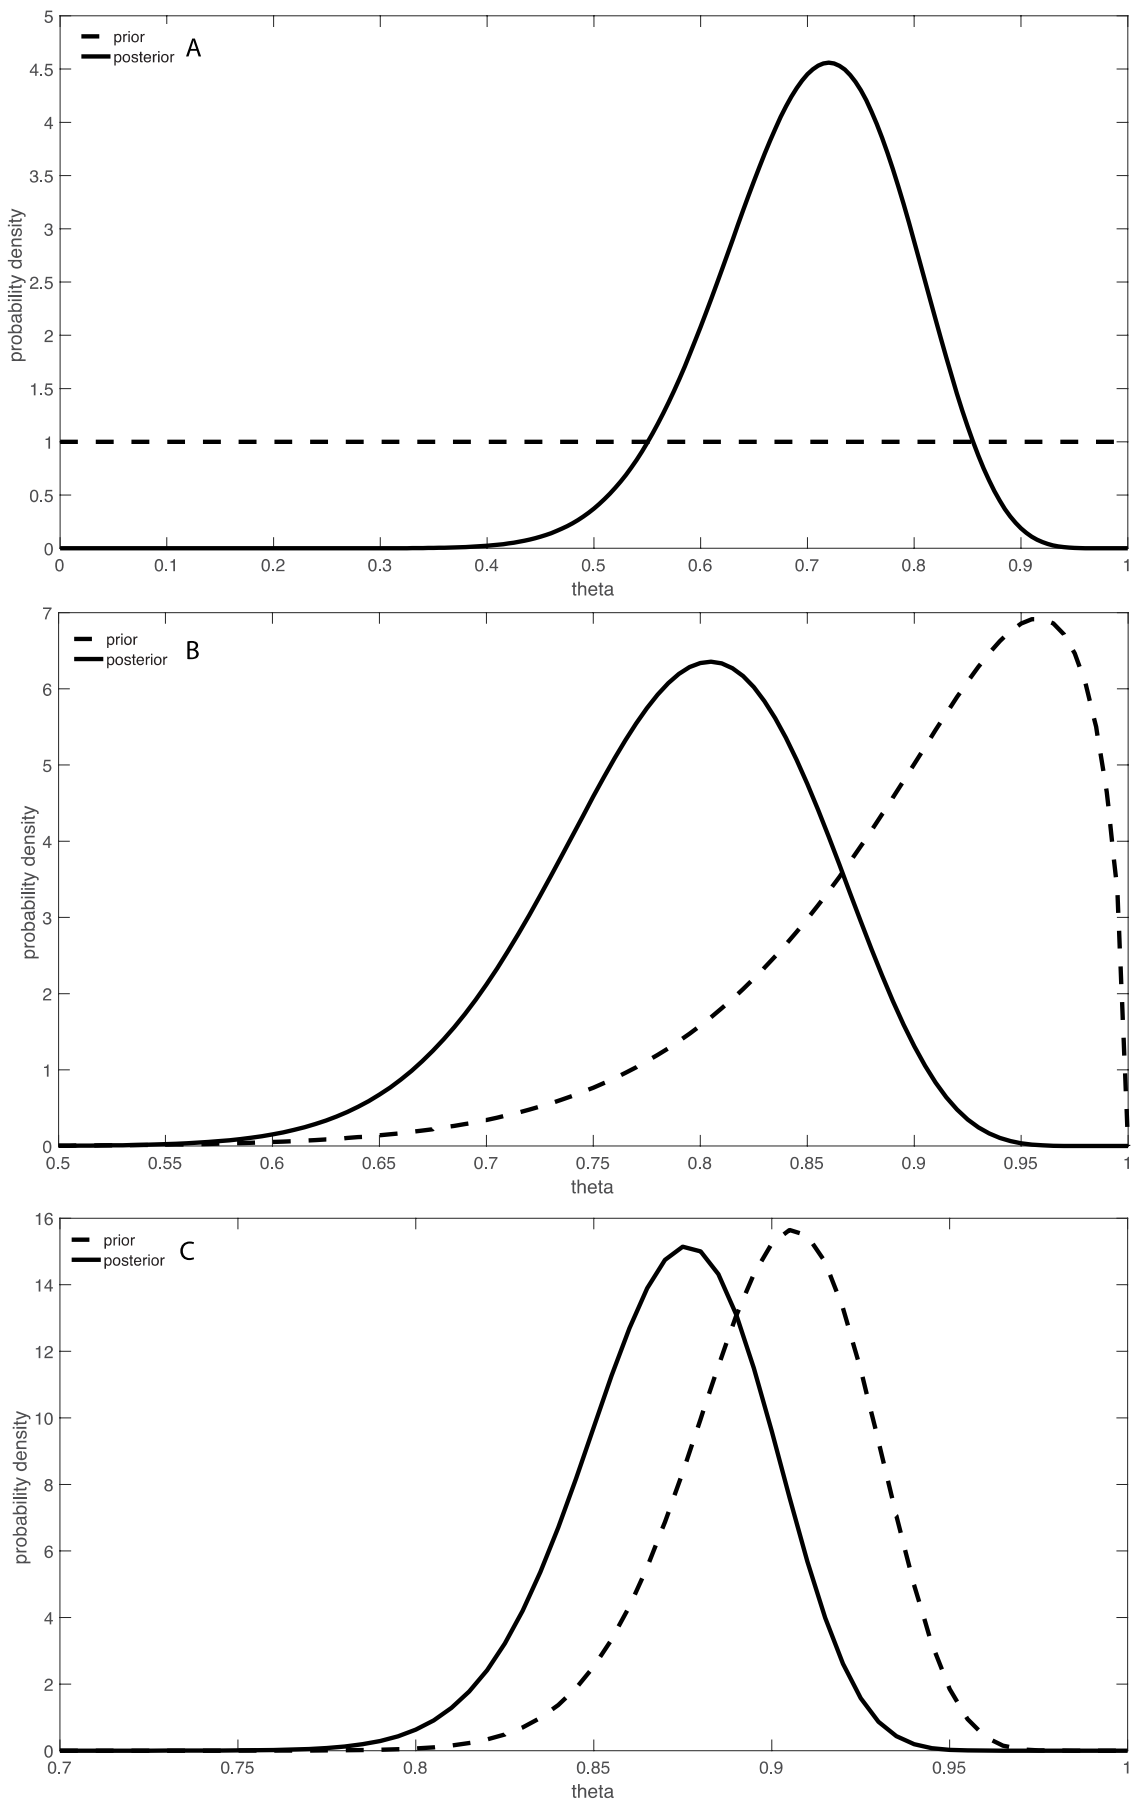 5
prior
A
posterior
4.5
4
3.5
3
probability density
2.5
2
1.5
1
0.5
0
0 0.1 0.2 0.3 0.4 0.5 0.6 0.7 0.8 0.9 1
theta
7
prior
B
posterior
6
5
4
probability density
3
2
1
0
0.5 0.55 0.6 0.65 0.7 0.75 0.8 0.85 0.9 0.95 1
theta
16
prior
C
posterior
14
12
10
probability density
8
6
4
2
0
0.7 0.75 0.8 0.85 0.9 0.95 1
theta